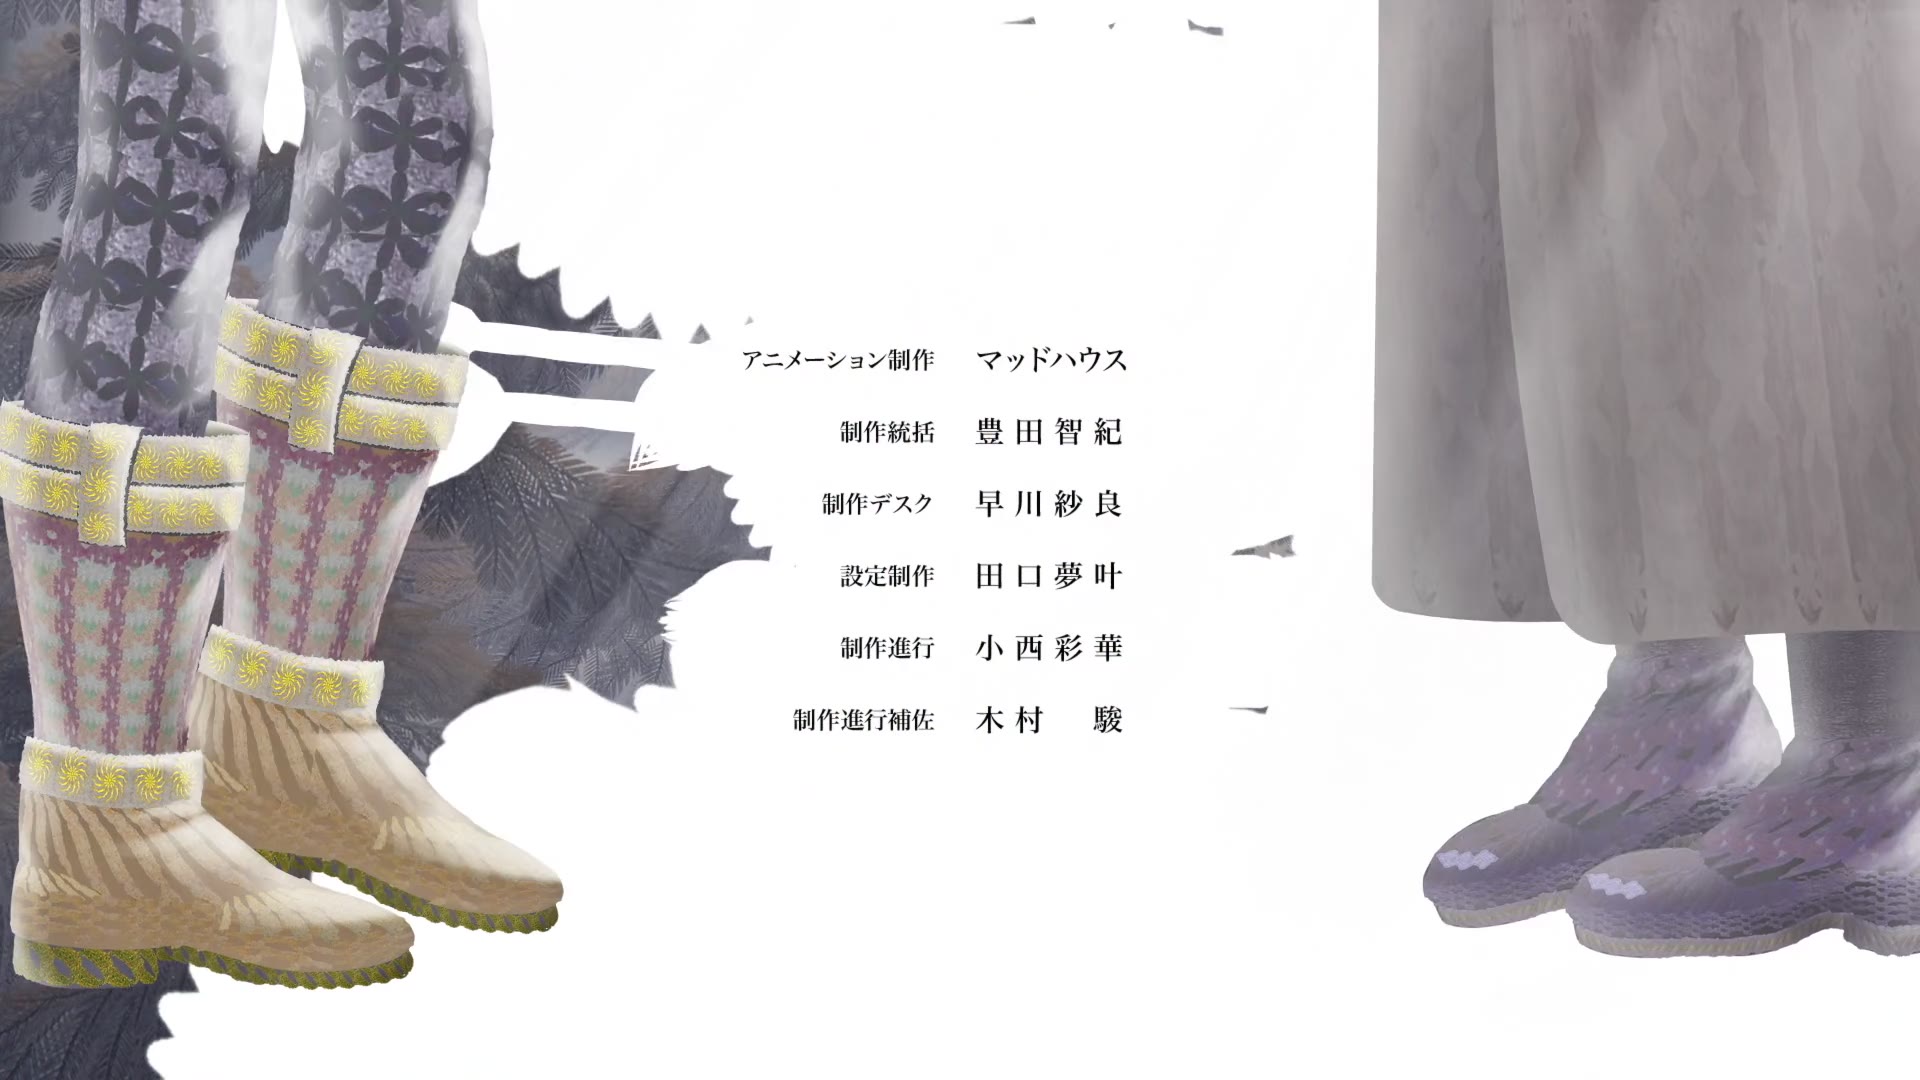 アニメーション制作 マッドハウス
制作統括 豊田智紀
制作デスク 早川紗良
設定制作 田口夢叶
制作進行 小西彩華
制作進行補佐 木村 駿